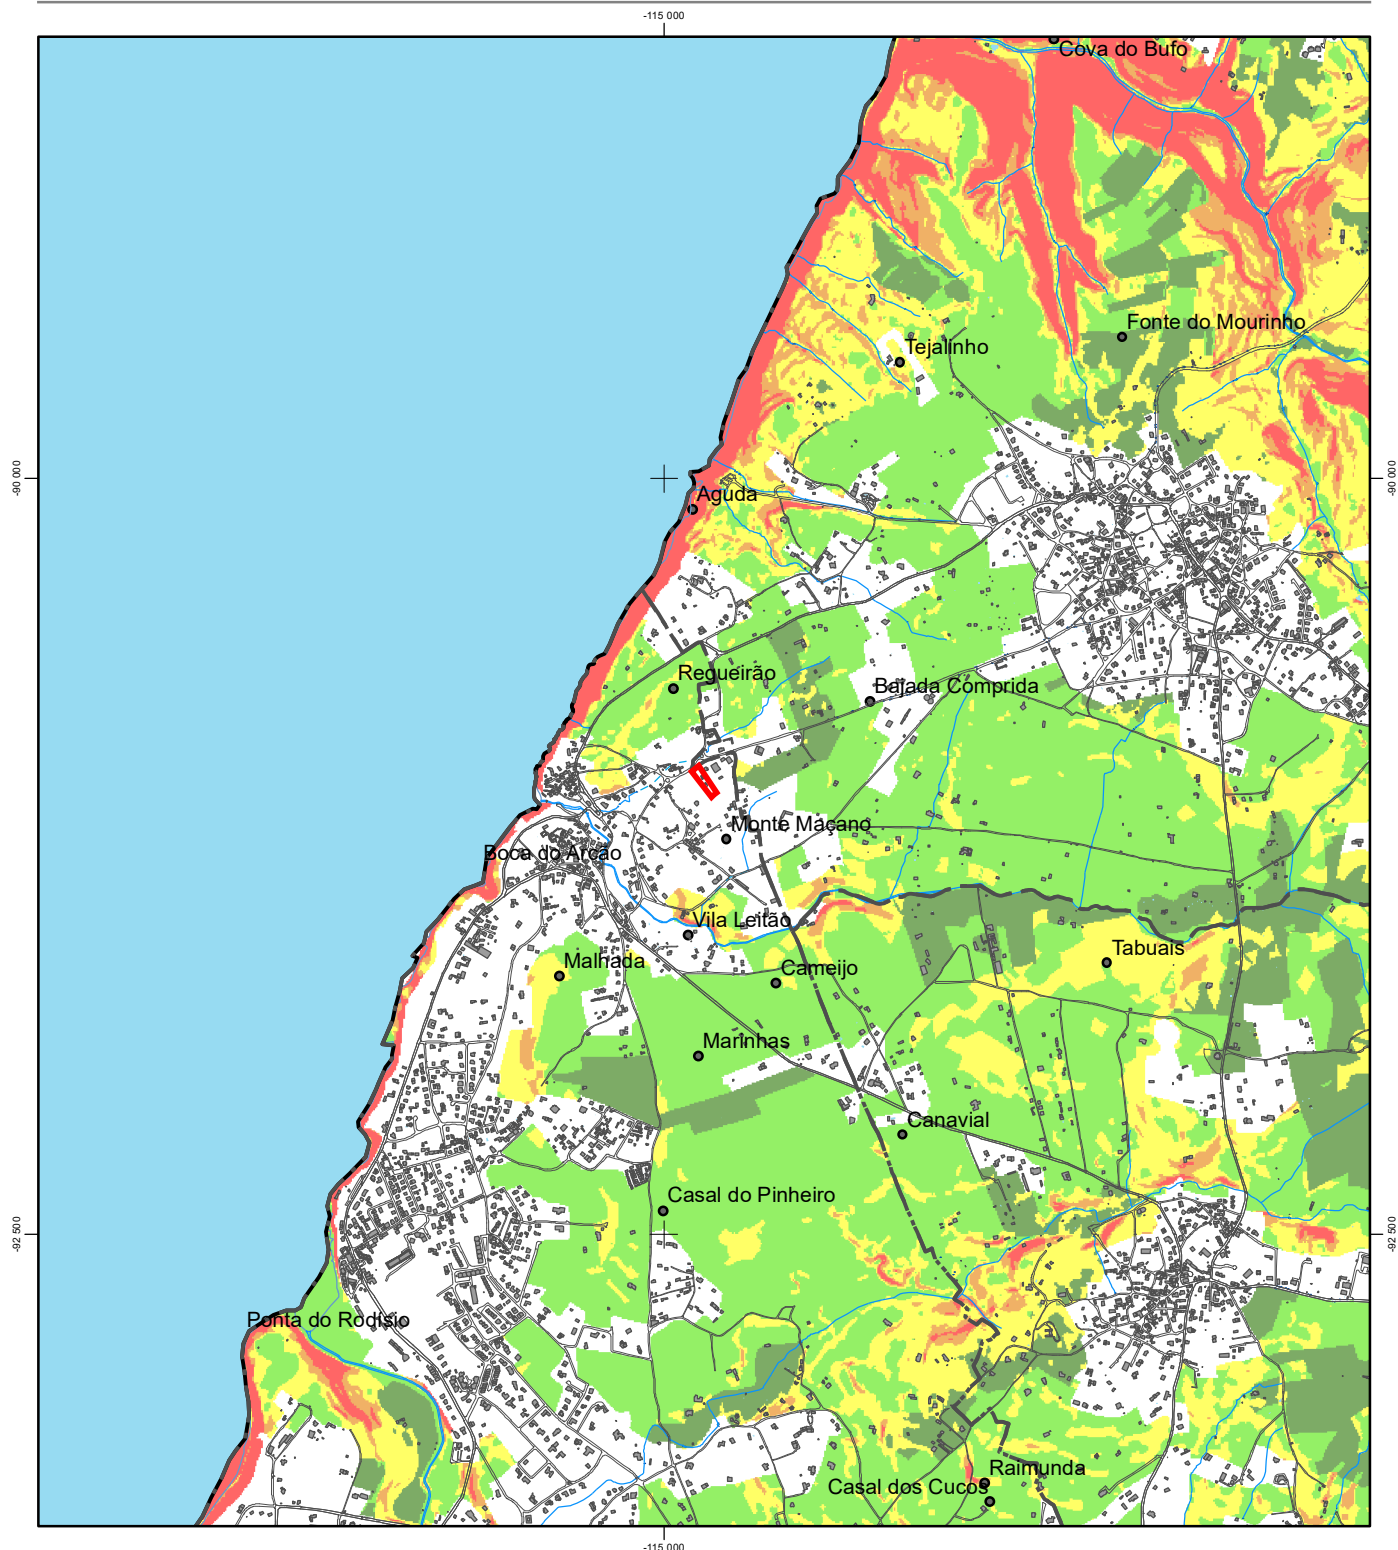 -115 000
Cova do Bufo
Fonte do Mourinho
Tejalinho
-90 000
-90 000
Aguda
Regueirão
Bajada Comprida
Monte Maçano
Boca do Arcão
Vila Leitão
Tabuais
Malhada
Cameijo
Marinhas
Canavial
Casal do Pinheiro
-92 500
-92 500
Ponta do Rodísio
Raimunda
Casal dos Cucos
-115 000